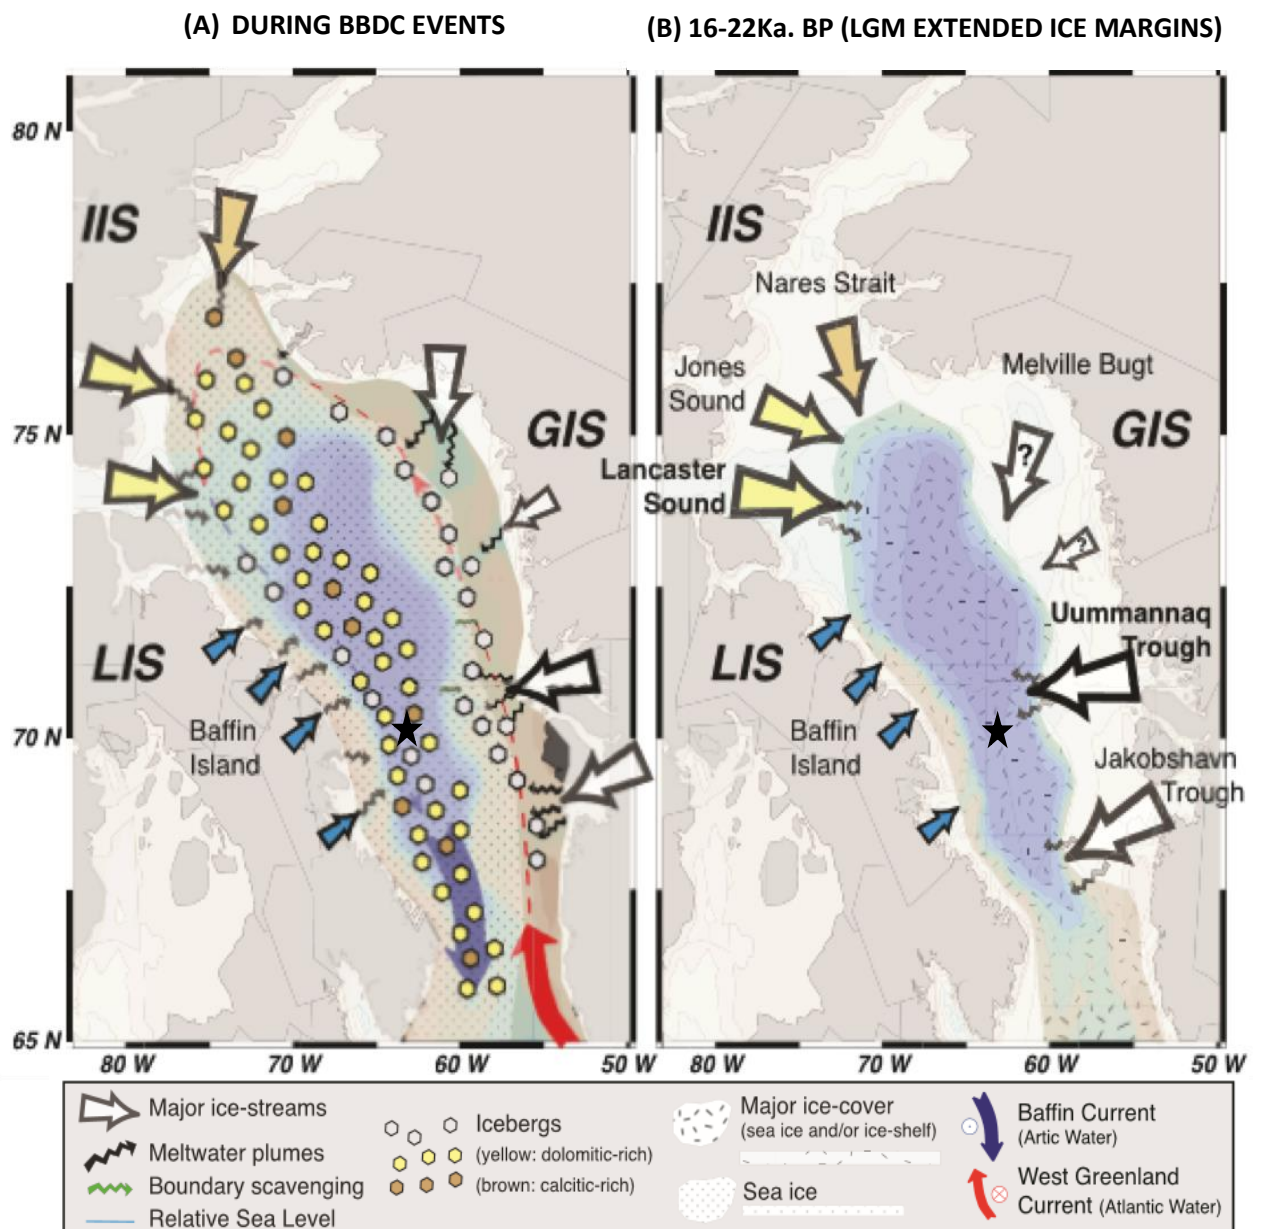 (A) DURING BBDC EVENTS
(B) 16-22Ka. BP (LGM EXTENDED ICE MARGINS)
80 N
75 N
70 N
65 N
IIS
GIS
LIS
Baffin
Island
80 W
70 W
60 W
50 W
IIS
Nares Strait
Jones
Sound
Melville Bugt
GIS
Lancaster
Sound
?
?
Uummannaq
Trough
LIS
Baffin
Island
Jakobshavn
Trough
80 W
70 W
60 W
50 W
Major ice-streams
Meltwater plumes
Boundary scavenging
Relative Sea Level
Icebergs
(yellow: dolomitic-rich)
(brown: calcitic-rich)
Major ice-cover
(sea ice and/or ice-shelf)
Sea ice
Baffin Current
(Artic Water)
West Greenland
Current (Atlantic Water)